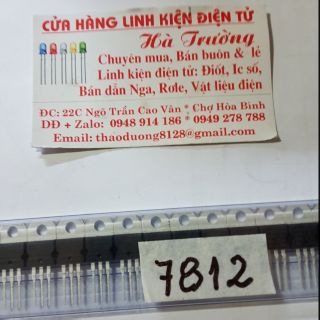 CỬA HÀNG LINH KIỆN ĐIỆN TỬ
Hà Trường
Chuyên mua, Bán buôn & lẻ
Linh kiện điện tử: Điốt, Ic số,
Bán dẫn Nga, Rơle, Vật liệu điện
ĐC: 22C Ngõ Trần Cao Vân * Chợ Hòa Bình
DĐ + Zalo: 0948 914 186 * 0949 278 788
Email: thaoduong8128@gmail.com
7812